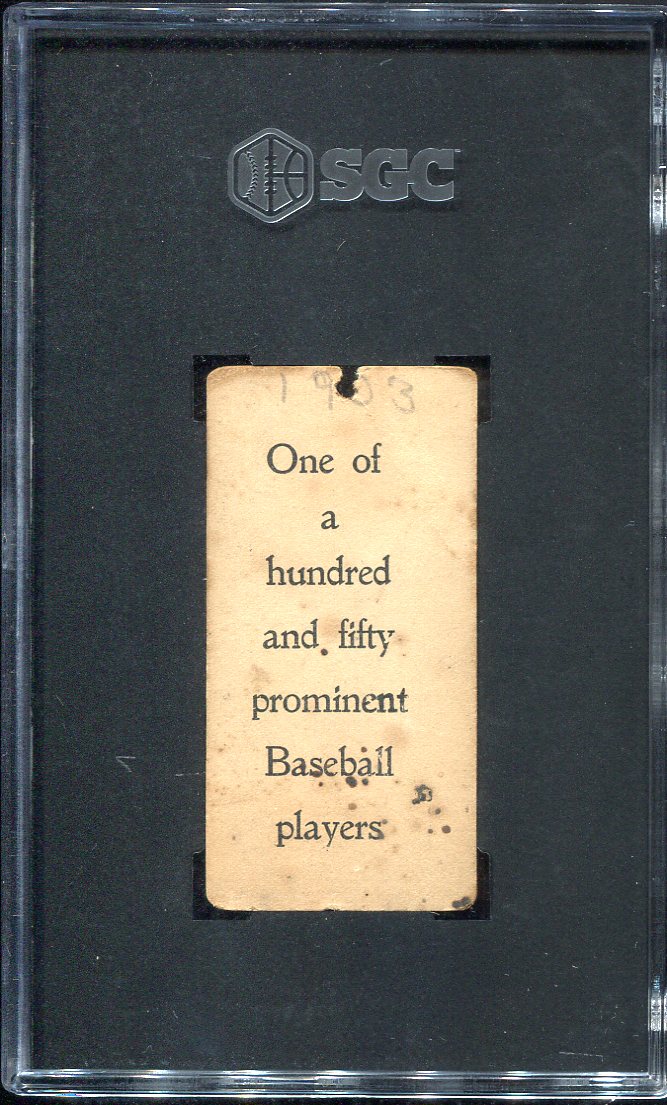 SGC
1903
One of
a
hundred
and fifty
prominent
Baseball
players